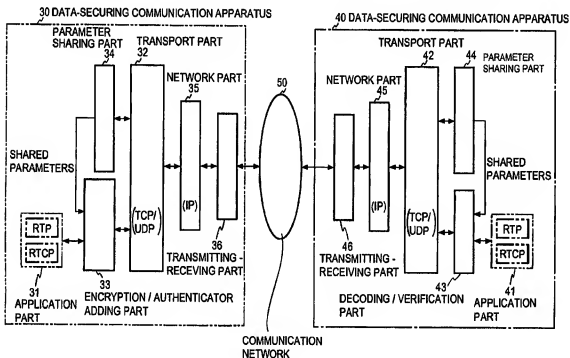 30 DATA-SECURING COMMUNICATION APPARATUS
PARAMETER
SHARING PART
34
TRANSPORT PART
32
NETWORK PART
35
SHARED
PARAMETERS
(IP)
(TCP/
UDP)
RTP
RTCP
31
APPLICATION
PART
33
ENCRYPTION / AUTHENTICATOR
ADDING PART
36
TRANSMITTING -
RECEVING PART
50
COMMUNICATION
NETWORK
40 DATA-SECURING COMMUNICATION APPARATUS
TRANSPORT PART
42
44
PARAMETER
SHARING PART
NETWORK PART
45
SHARED
PARAMETERS
(IP)
(TCP/
UDP)
RTP
RTCP
46
TRANSMITTING -
RECEIVING PART
43
DECODING / VERIFICATION
PART
41
APPLICATION
PART